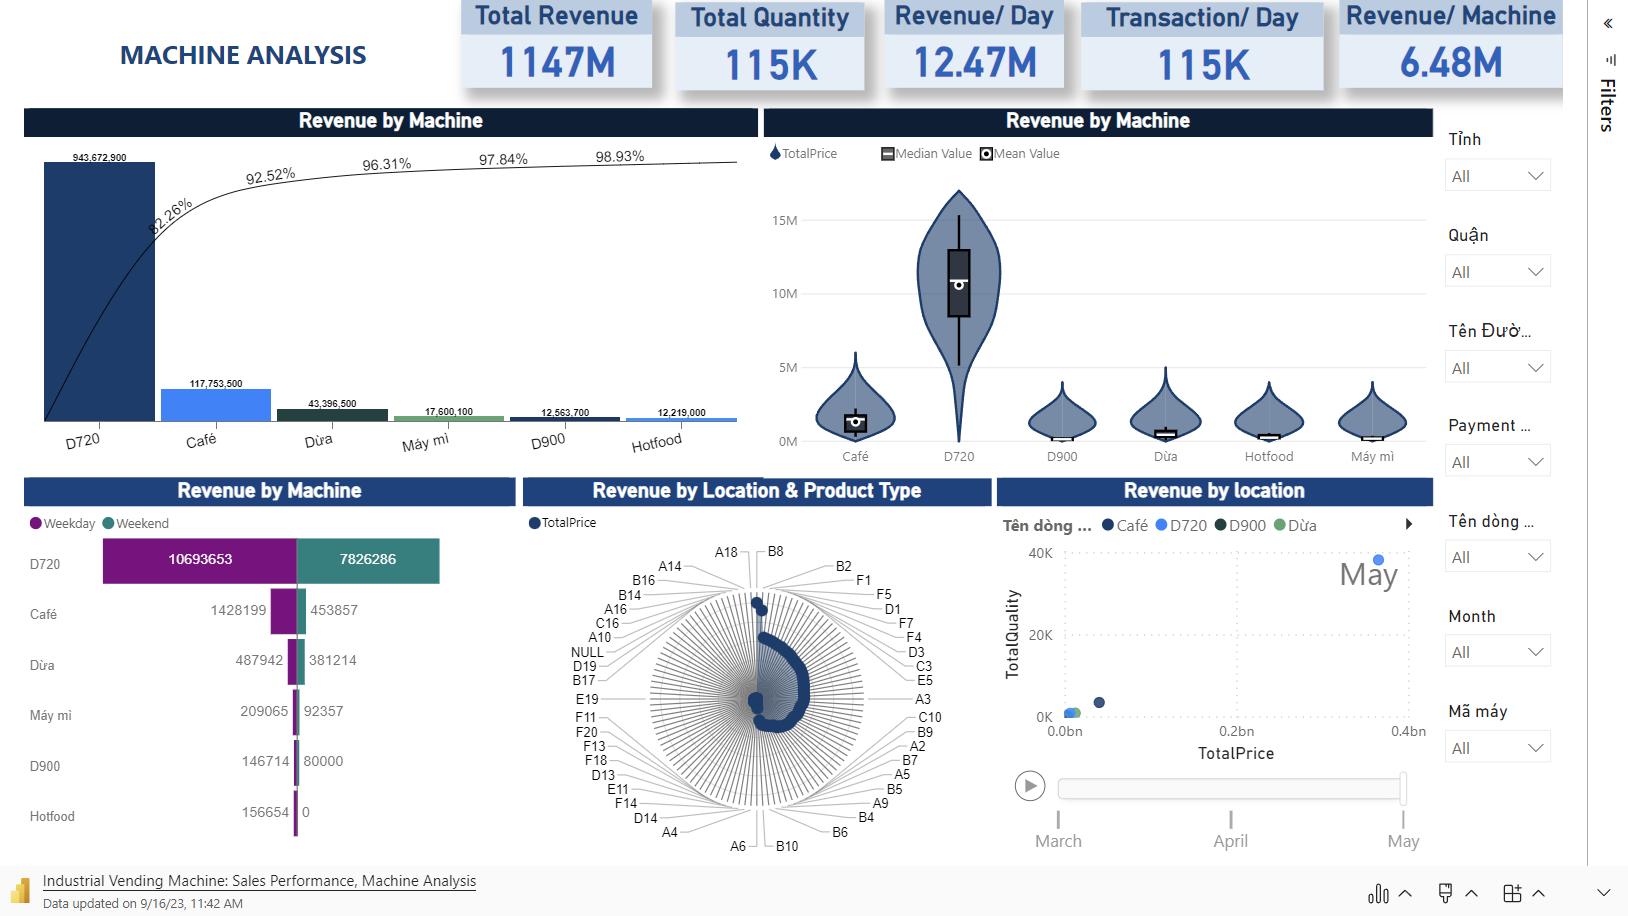 MACHINE ANALYSIS
Total Revenue
1147M
Total Quantity
115K
Revenue/ Day
12.47M
Transaction/ Day
115K
Revenue/ Machine
6.48M
«
Filters
Revenue by Machine
943,672,900
82.26%
92.52%
96.31%
97.84%
98.93%
117,753,500
43,396,500
17,600,100
12,563,700
12,219,000
D720
Café
Dừa
Máy mì
D900
Hotfood
Revenue by Machine
TotalPrice
Median Value
Mean Value
15M
10M
5M
0M
Café
D720
D900
Dừa
Hotfood
Máy mì
Tỉnh
All
Quận
All
Tên Đườ...
All
Payment ...
All
Tên dòng ...
All
Month
All
Mã máy
All
Revenue by Machine
Weekday
Weekend
D720
10693653
7826286
Café
1428199
453857
Dừa
487942
381214
Máy mì
209065
92357
D900
146714
80000
Hotfood
156654
0
Revenue by Location & Product Type
TotalPrice
A18
B8
A14
B2
B16
F1
B14
F5
A16
D1
C16
F7
A10
F4
NULL
D3
D19
C3
B17
E5
E19
A3
F11
C10
F20
B9
F13
A2
F18
B7
D13
A5
E11
B5
F14
A9
D14
B4
A4
B6
A6
B10
Revenue by location
Tên dòng ...
Café
D720
D900
Dừa
40K
May
20K
TotalQuality
0K
0.0bn
0.2bn
0.4bn
TotalPrice
March
April
May
Industrial Vending Machine: Sales Performance, Machine Analysis
Data updated on 9/16/23, 11:42 AM